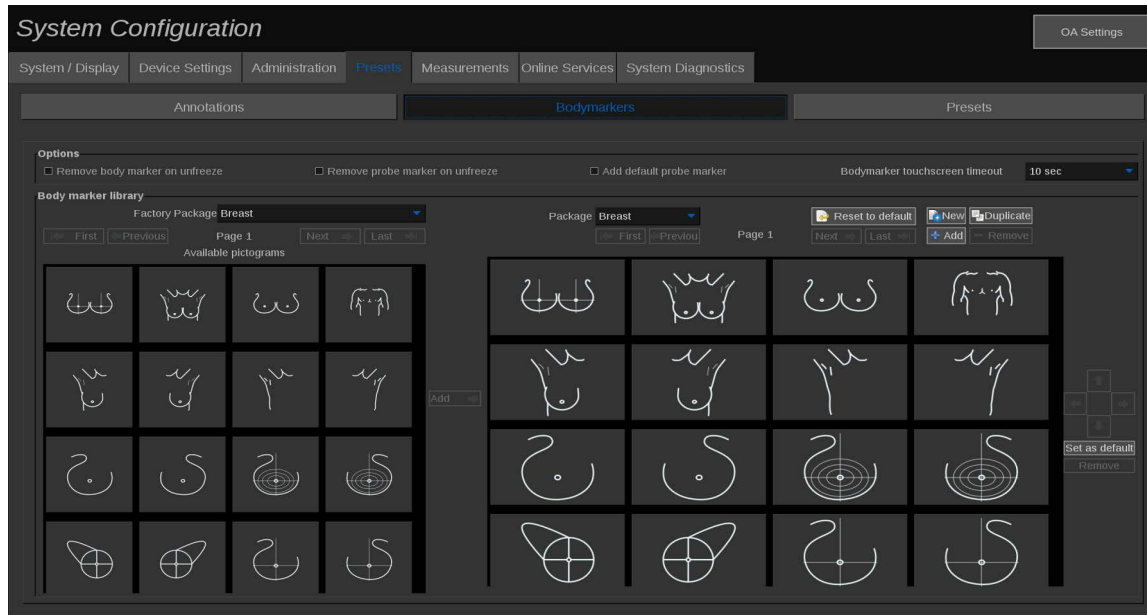 System Configuration
OA Settings
System / Display Device Settings Administration Presets Measurements Online Services System Diagnostics
Annotations Bodymarkers Presets
Options
Remove body marker on unfreeze Remove probe marker on unfreeze Add default probe marker Bodymarker touchscreen timeout 10 sec
Body marker library
Factory Package Breast Package Breast Reset to default New Duplicate
First Previous Page 1 Next Last First Previou Page 1 Next Last Add Remove
Available pictograms
Add
Set as default
Remove